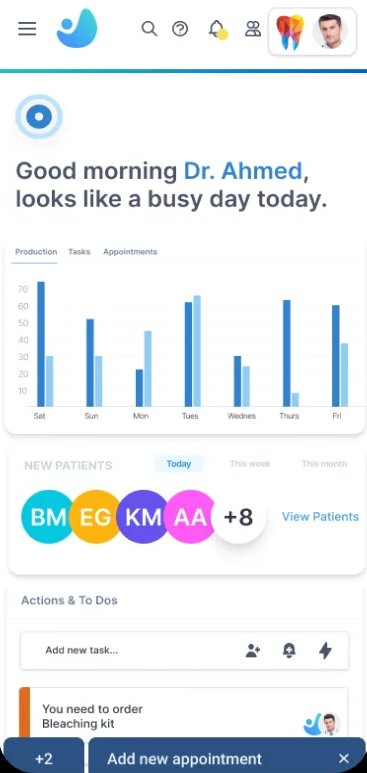 Good morning Dr. Ahmed,
looks like a busy day today.
Production Tasks Appointments
70
60
50
40
30
20
10
Sat Sun Mon Tues Wednes Thurs Fri
NEW PATIENTS Today This week This month
BM EG KM AA +8 View Patients
Actions & To Dos
Add new task...
You need to order
Bleaching kit
+2 Add new appointment